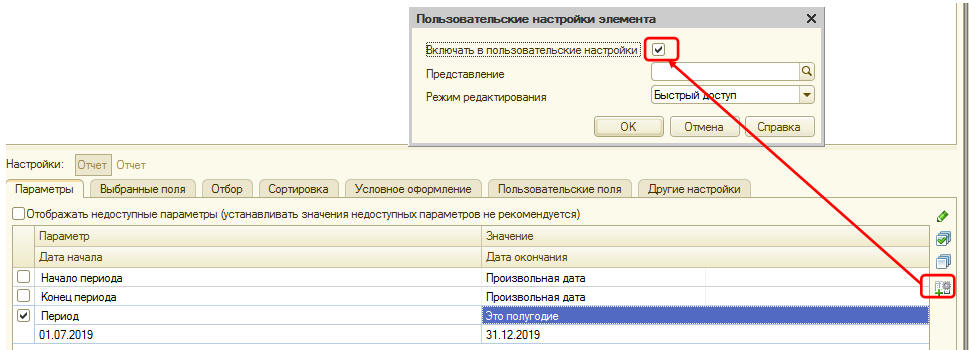 Пользовательские настройки элемента
Включать в пользовательские настройки
Представление
Режим редактирования Быстрый доступ
OK Отмена Справка
Настройки: Отчет Отчет
Параметры Выбранные поля Отбор Сортировка Условное оформление Пользовательские поля Другие настройки
Отображать недоступные параметры (устанавливать значения недоступных параметров не рекомендуется)
Параметр Значение
Дата начала Дата окончания
Начало периода Произвольная дата
Конец периода Произвольная дата
Период Это полугодие
01.07.2019 31.12.2019